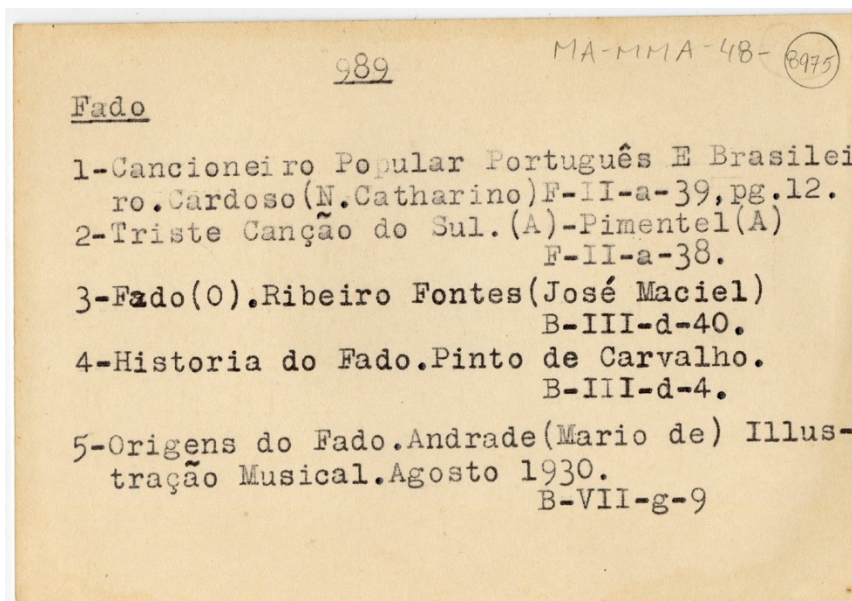 MA-MMA-48-8975
989
Fado
1-Cancioneiro Popular Português E Brasilei
ro.Cardoso(N.Catharino)F-II-a-39,pg.12.
2-Triste Canção do Sul.(A)-Pimentel(A)
F-II-a-38.
3-Fado(O).Ribeiro Fontes(José Maciel)
B-III-d-40.
4-Historia do Fado.Pinto de Carvalho.
B-III-d-4.
5-Origens do Fado.Andrade(Mario de) Illus-
tração Musical.Agosto 1930.
B-VII-g-9